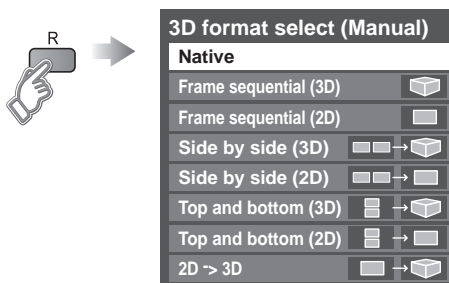 R
3D format select (Manual)
Native
Frame sequential (3D)
Frame sequential (2D)
Side by side (3D)
Side by side (2D)
Top and bottom (3D)
Top and bottom (2D)
2D -> 3D